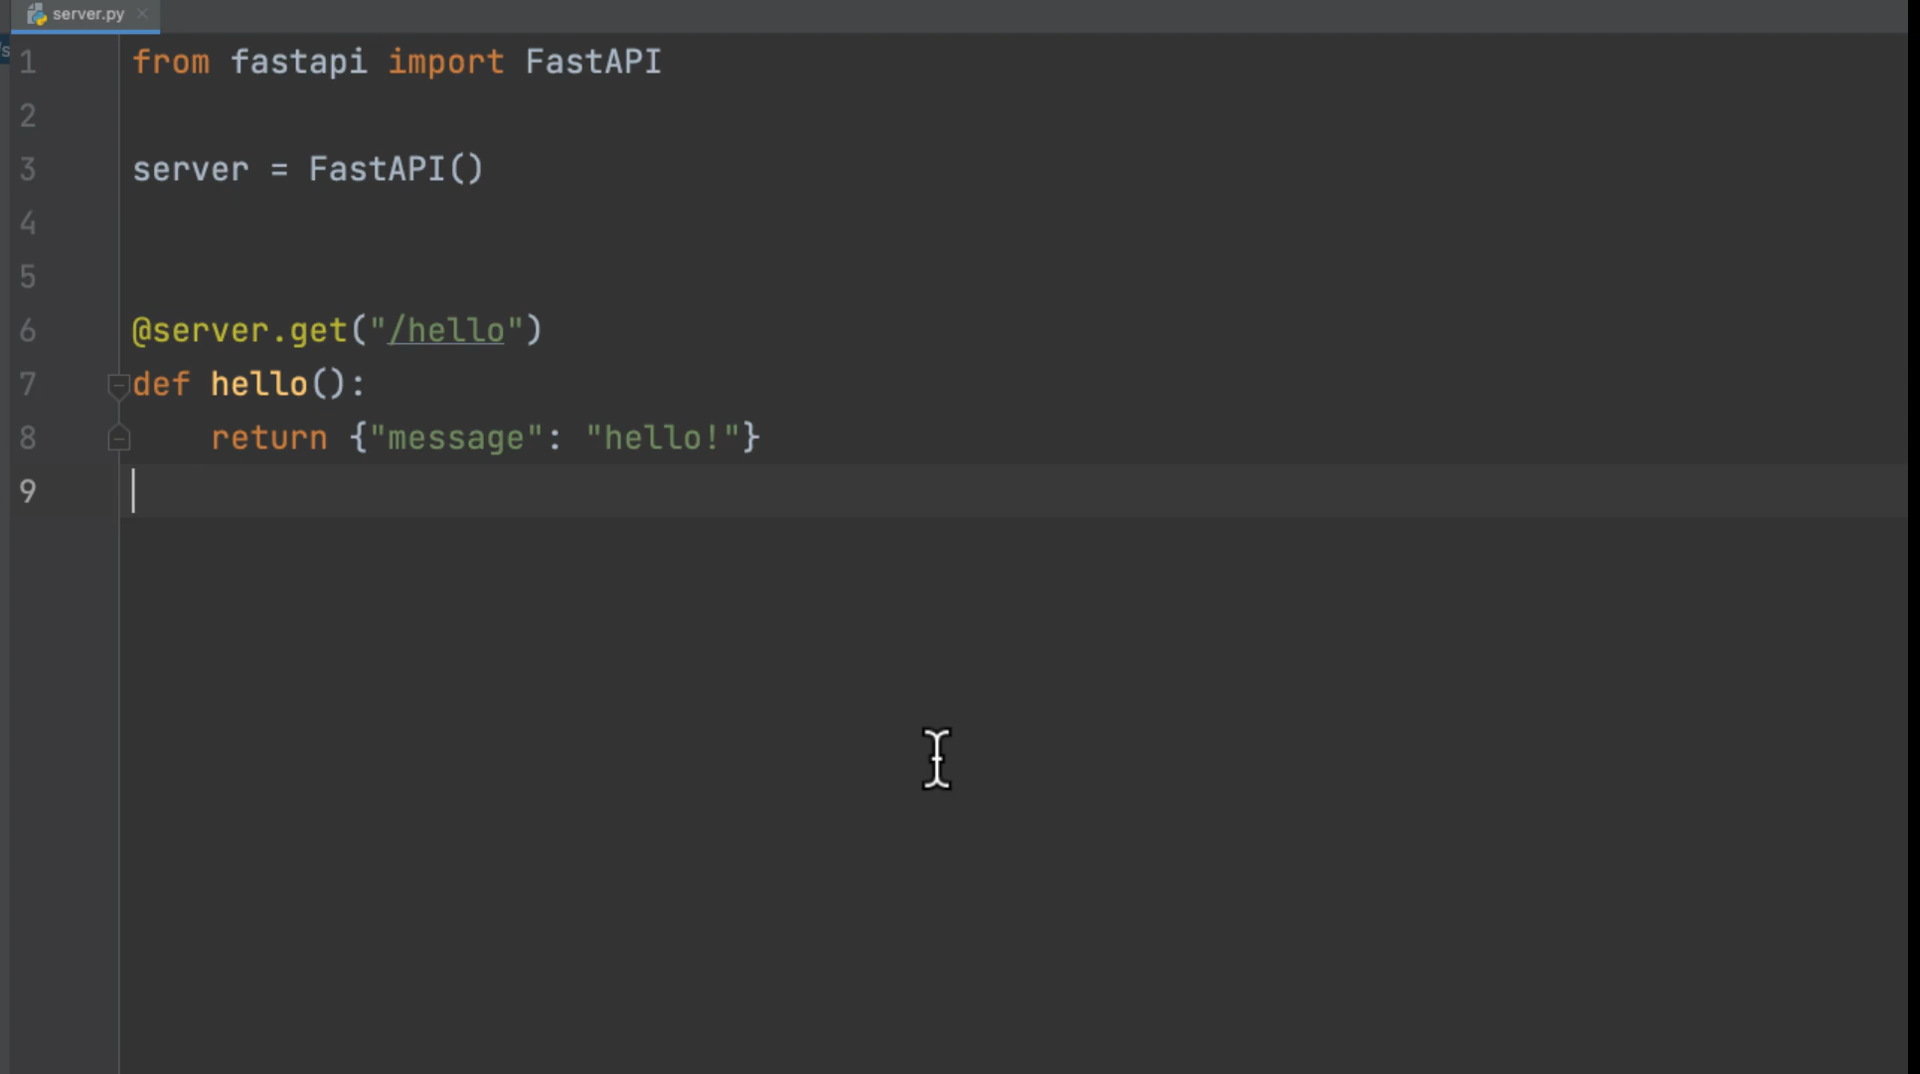 server.py
1 from fastapi import FastAPI
2
3 server = FastAPI()
4
5
6 @server.get("/hello")
7 def hello():
8     return {"message": "hello!"}
9